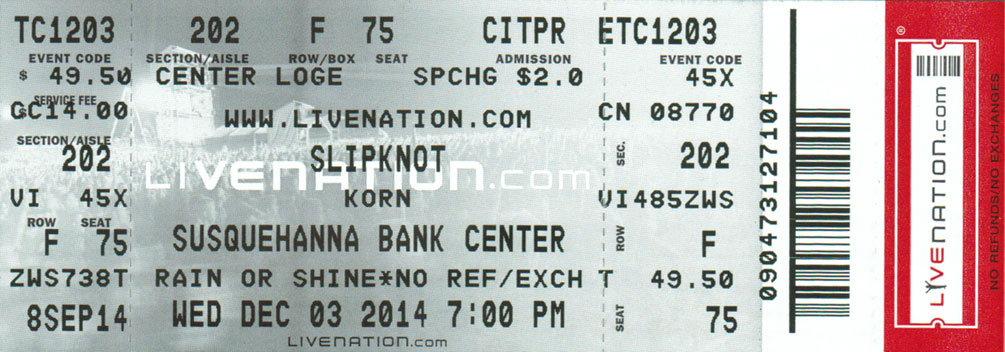 TC1203 202 F 75 CITPR ETC1203
EVENT CODE SECTION/AISLE ROW/BOX SEAT ADMISSION EVENT CODE
$ 49.50 CENTER LOGE SPCHG $2.0 45X
SERVICE FEE
14.00 WWW.LIVENATION.COM CN 08770
SECTION/AISLE
202 SLIPKNOT SEC. 202
LIVENATION.com
VI 45X KORN VI485ZWS
ROW SEAT
F 75 SUSQUEHANNA BANK CENTER ROW F
ZWS738T RAIN OR SHINE*NO REF/EXCH T 49.50
8SEP14 WED DEC 03 2014 7:00 PM SEAT 75
LIVENATION.com
090473127104
®
LIVENATION.com
NO REFUNDS/NO EXCHANGES